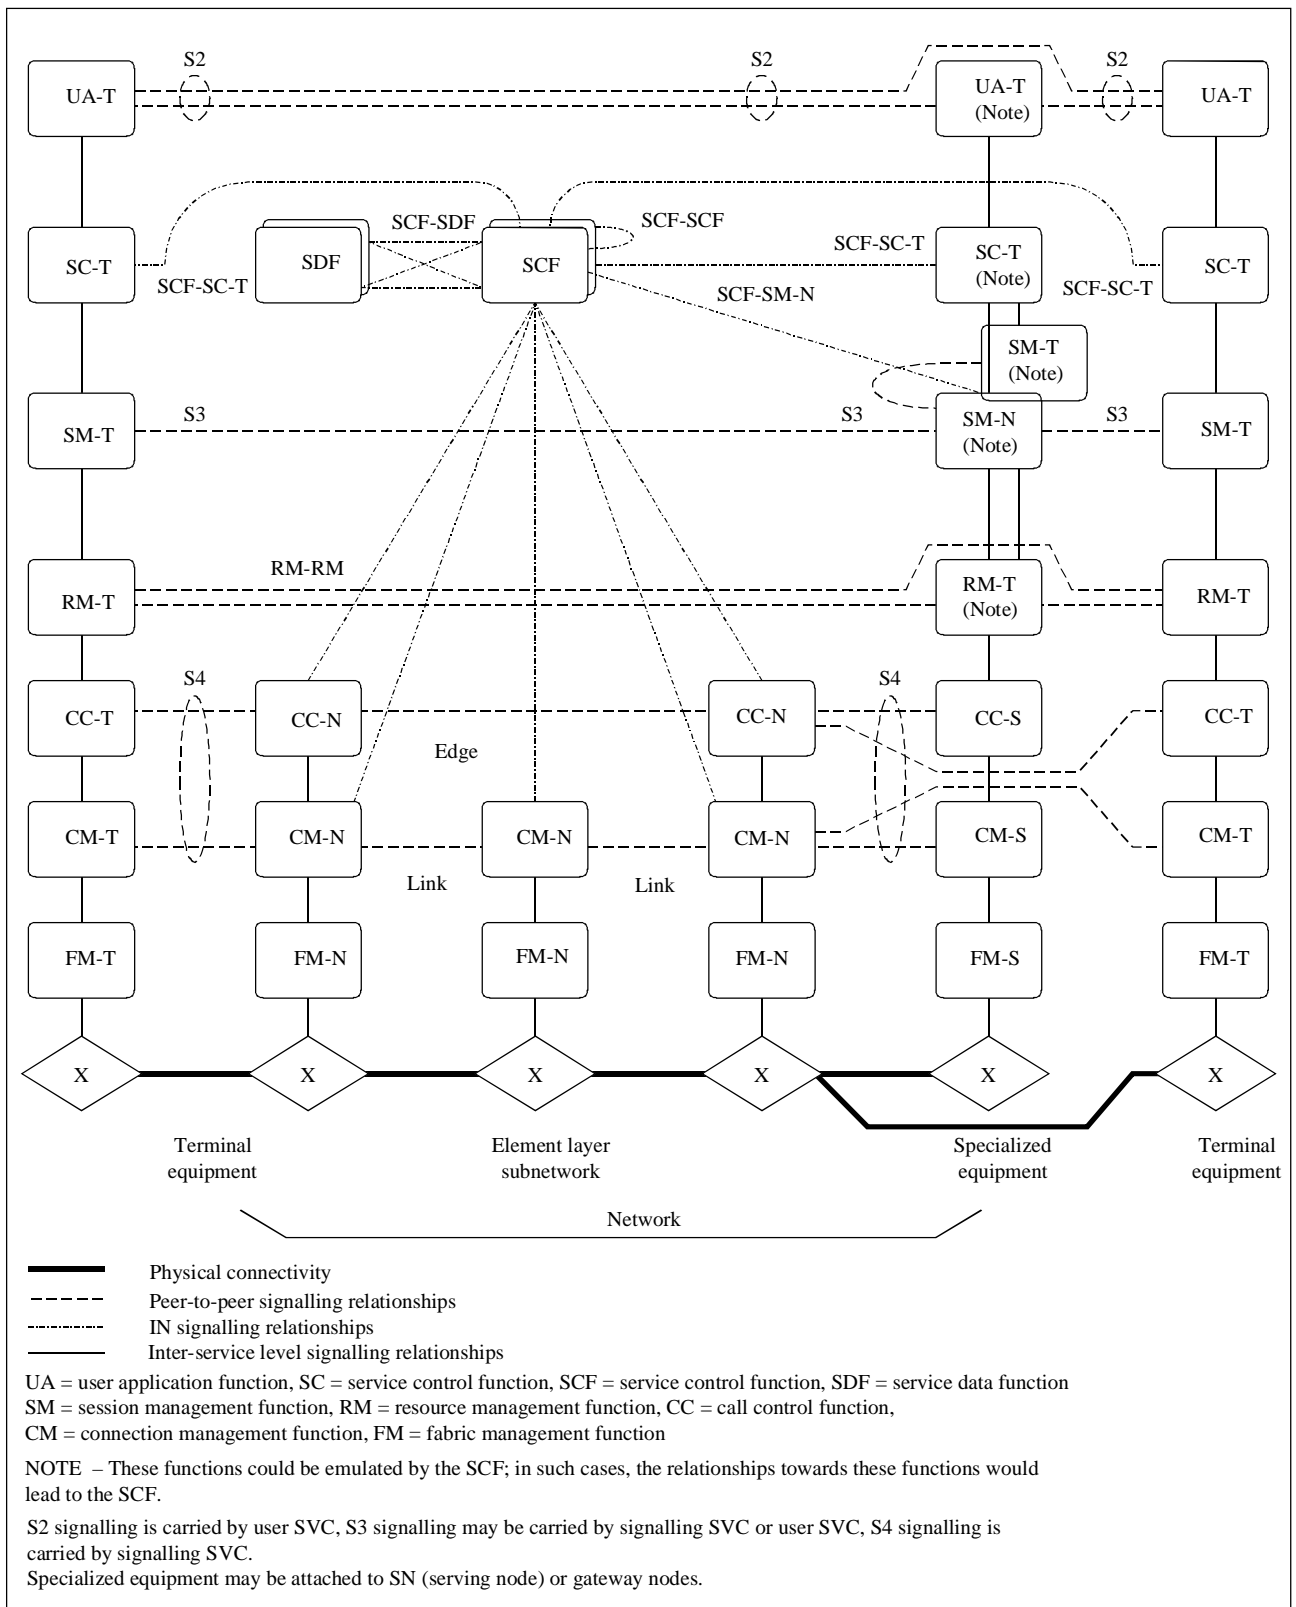 S2
S2
S2
UA-T
UA-T
(Note)
UA-T
SCF-SDF
SCF-SCF
SCF-SC-T
SC-T
SDF
SCF
SC-T
(Note)
SC-T
SCF-SC-T
SCF-SM-N
SCF-SC-T
SM-T
(Note)
S3
S3
S3
SM-T
SM-N
(Note)
SM-T
RM-RM
RM-T
RM-T
(Note)
RM-T
S4
S4
CC-T
CC-N
CC-N
CC-S
CC-T
Edge
CM-T
CM-N
CM-N
CM-N
CM-S
CM-T
Link
Link
FM-T
FM-N
FM-N
FM-N
FM-S
FM-T
X
X
X
X
X
X
Terminal
equipment
Element layer
subnetwork
Specialized
equipment
Terminal
equipment
Network
Physical connectivity
Peer-to-peer signalling relationships
IN signalling relationships
Inter-service level signalling relationships
UA = user application function, SC = service control function, SCF = service control function, SDF = service data function
SM = session management function, RM = resource management function, CC = call control function,
CM = connection management function, FM = fabric management function
NOTE – These functions could be emulated by the SCF; in such cases, the relationships towards these functions would
lead to the SCF.
S2 signalling is carried by user SVC, S3 signalling may be carried by signalling SVC or user SVC, S4 signalling is
carried by signalling SVC.
Specialized equipment may be attached to SN (serving node) or gateway nodes.